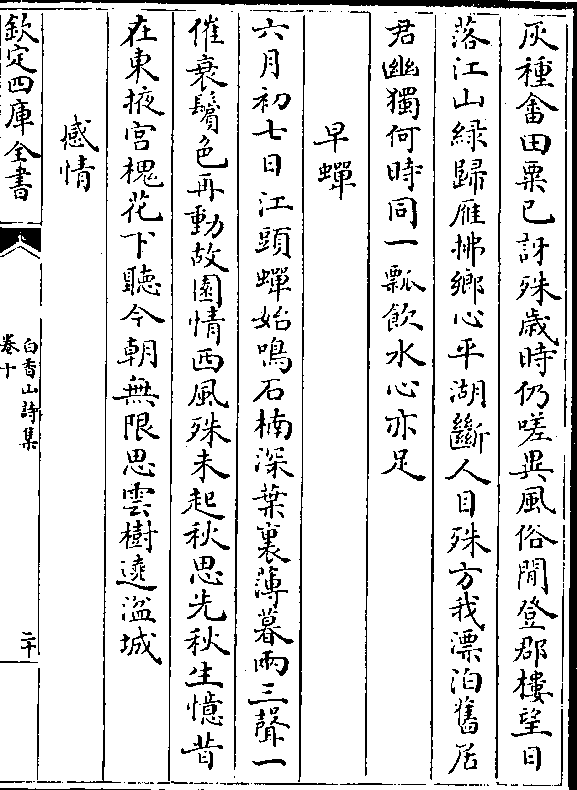 灰種畬田粟已訝殊歲時仍嗟異風俗閒登郡樓望日
落江山綠歸雁拂鄉心平湖斷人目殊方我漂泊舊居
君幽獨何時同一瓢飲水心亦足
早蟬
六月初七日江頭蟬始鳴石楠深葉裏薄暮兩三聲一
催衰鬢色再動故園情西風殊未起秋思先秋生憶昔
在東掖宮槐花下聽今朝無限思雲樹遶湓城
感情
欽定四庫全書
白香山詩集
卷十
二十